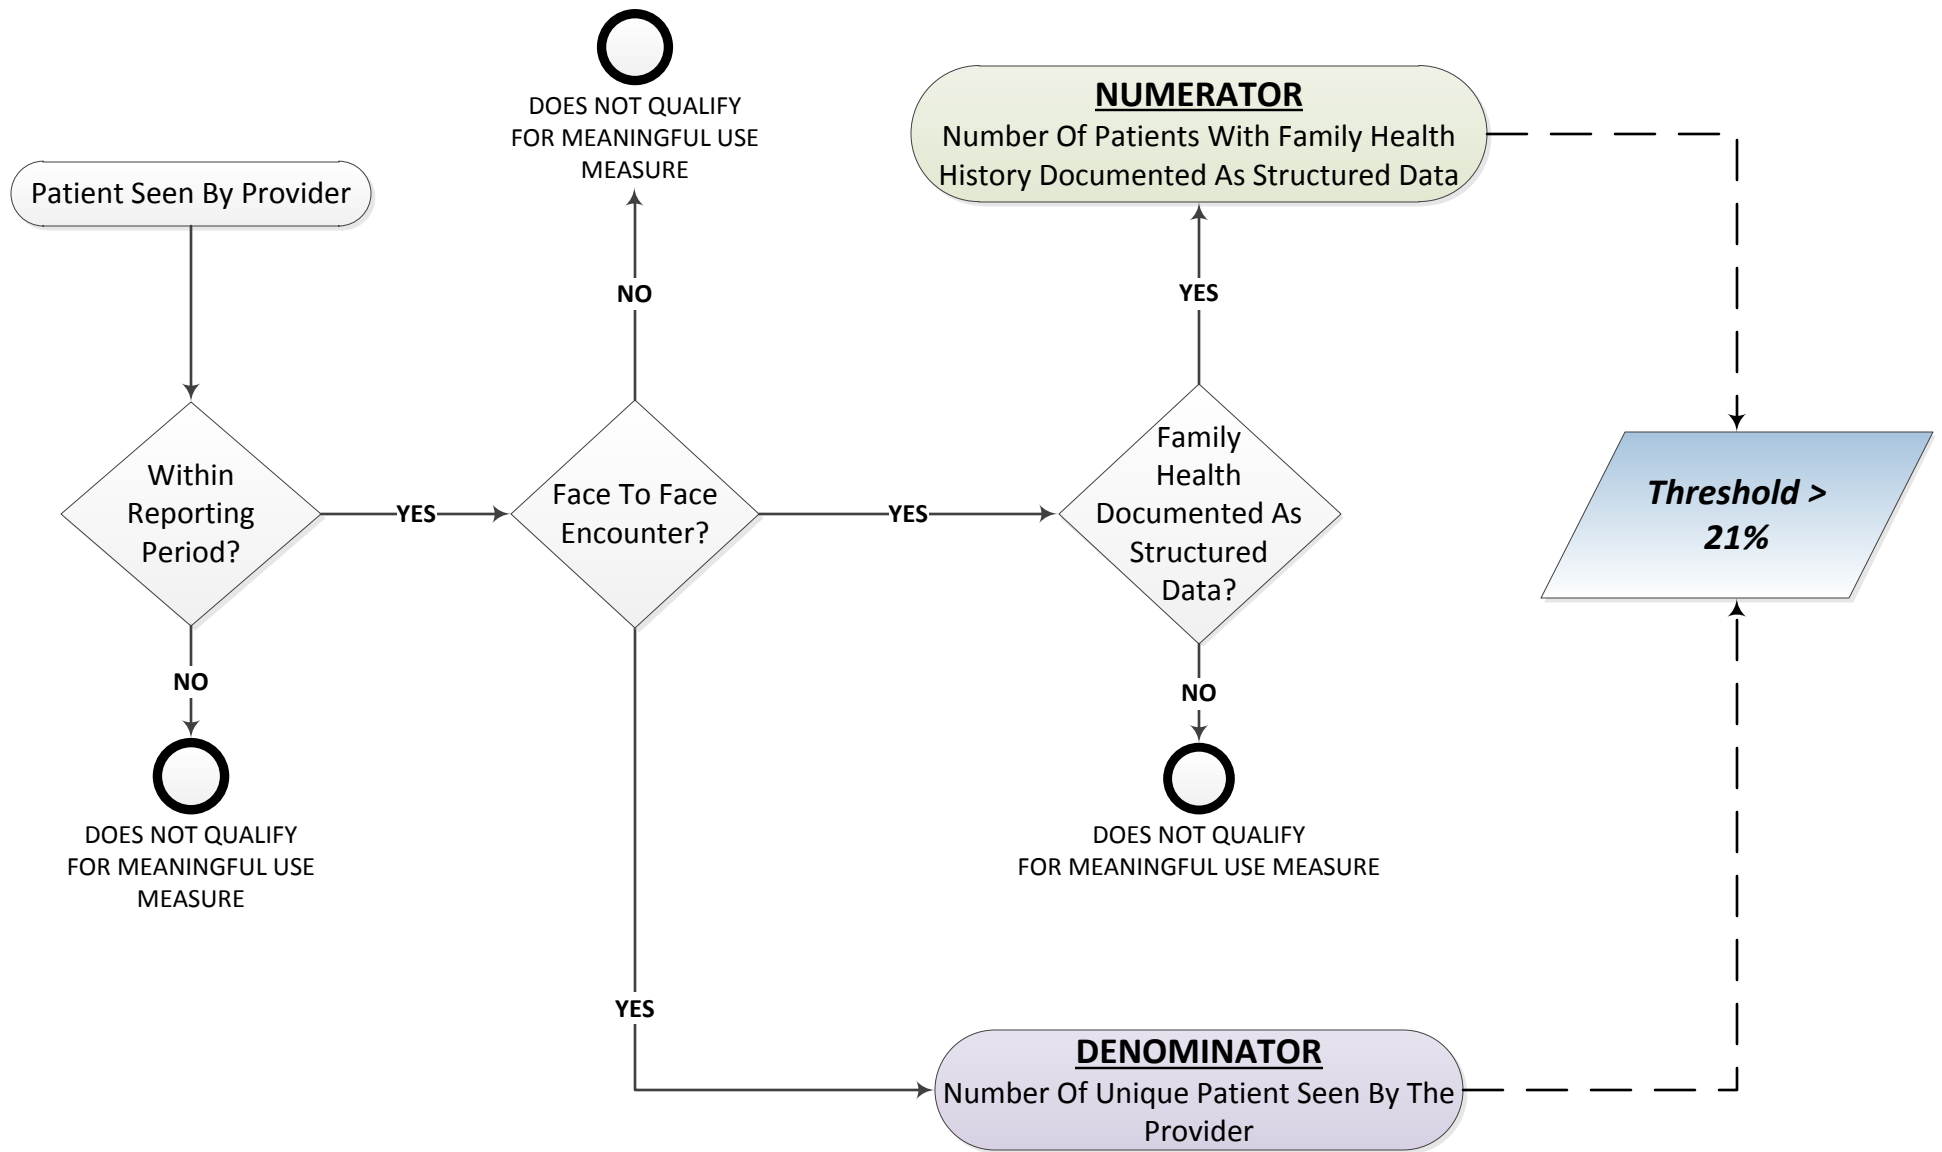 DOES NOT QUALIFY
FOR MEANINGFUL USE
MEASURE
NUMERATOR
Number Of Patients With Family Health
History Documented As Structured Data
Patient Seen By Provider
NO
YES
Within
Reporting
Period?
YES
Face To Face
Encounter?
YES
Family
Health
Documented As
Structured
Data?
Threshold >
21%
NO
DOES NOT QUALIFY
FOR MEANINGFUL USE
MEASURE
NO
DOES NOT QUALIFY
FOR MEANINGFUL USE MEASURE
YES
DENOMINATOR
Number Of Unique Patient Seen By The
Provider